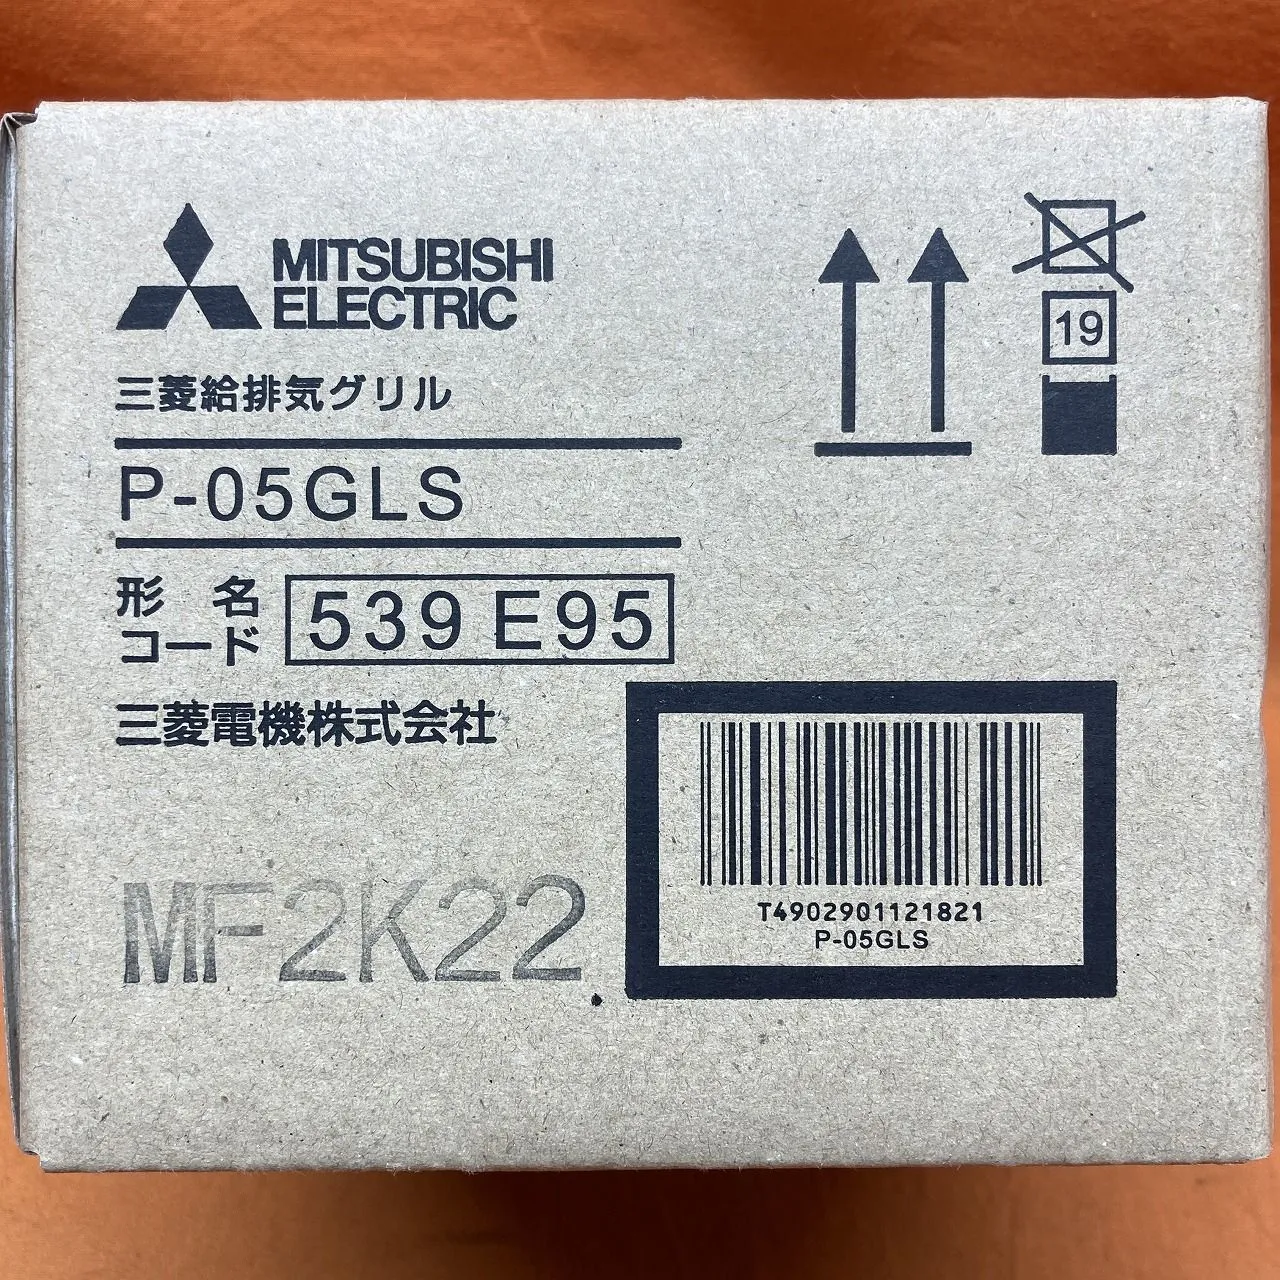 MITSUBISHI
ELECTRIC
三菱給排気グリル
P-05GLS
形名
コード
539 E95
三菱電機株式会社
MF2K22
19
T4902901121821
P-05GLS